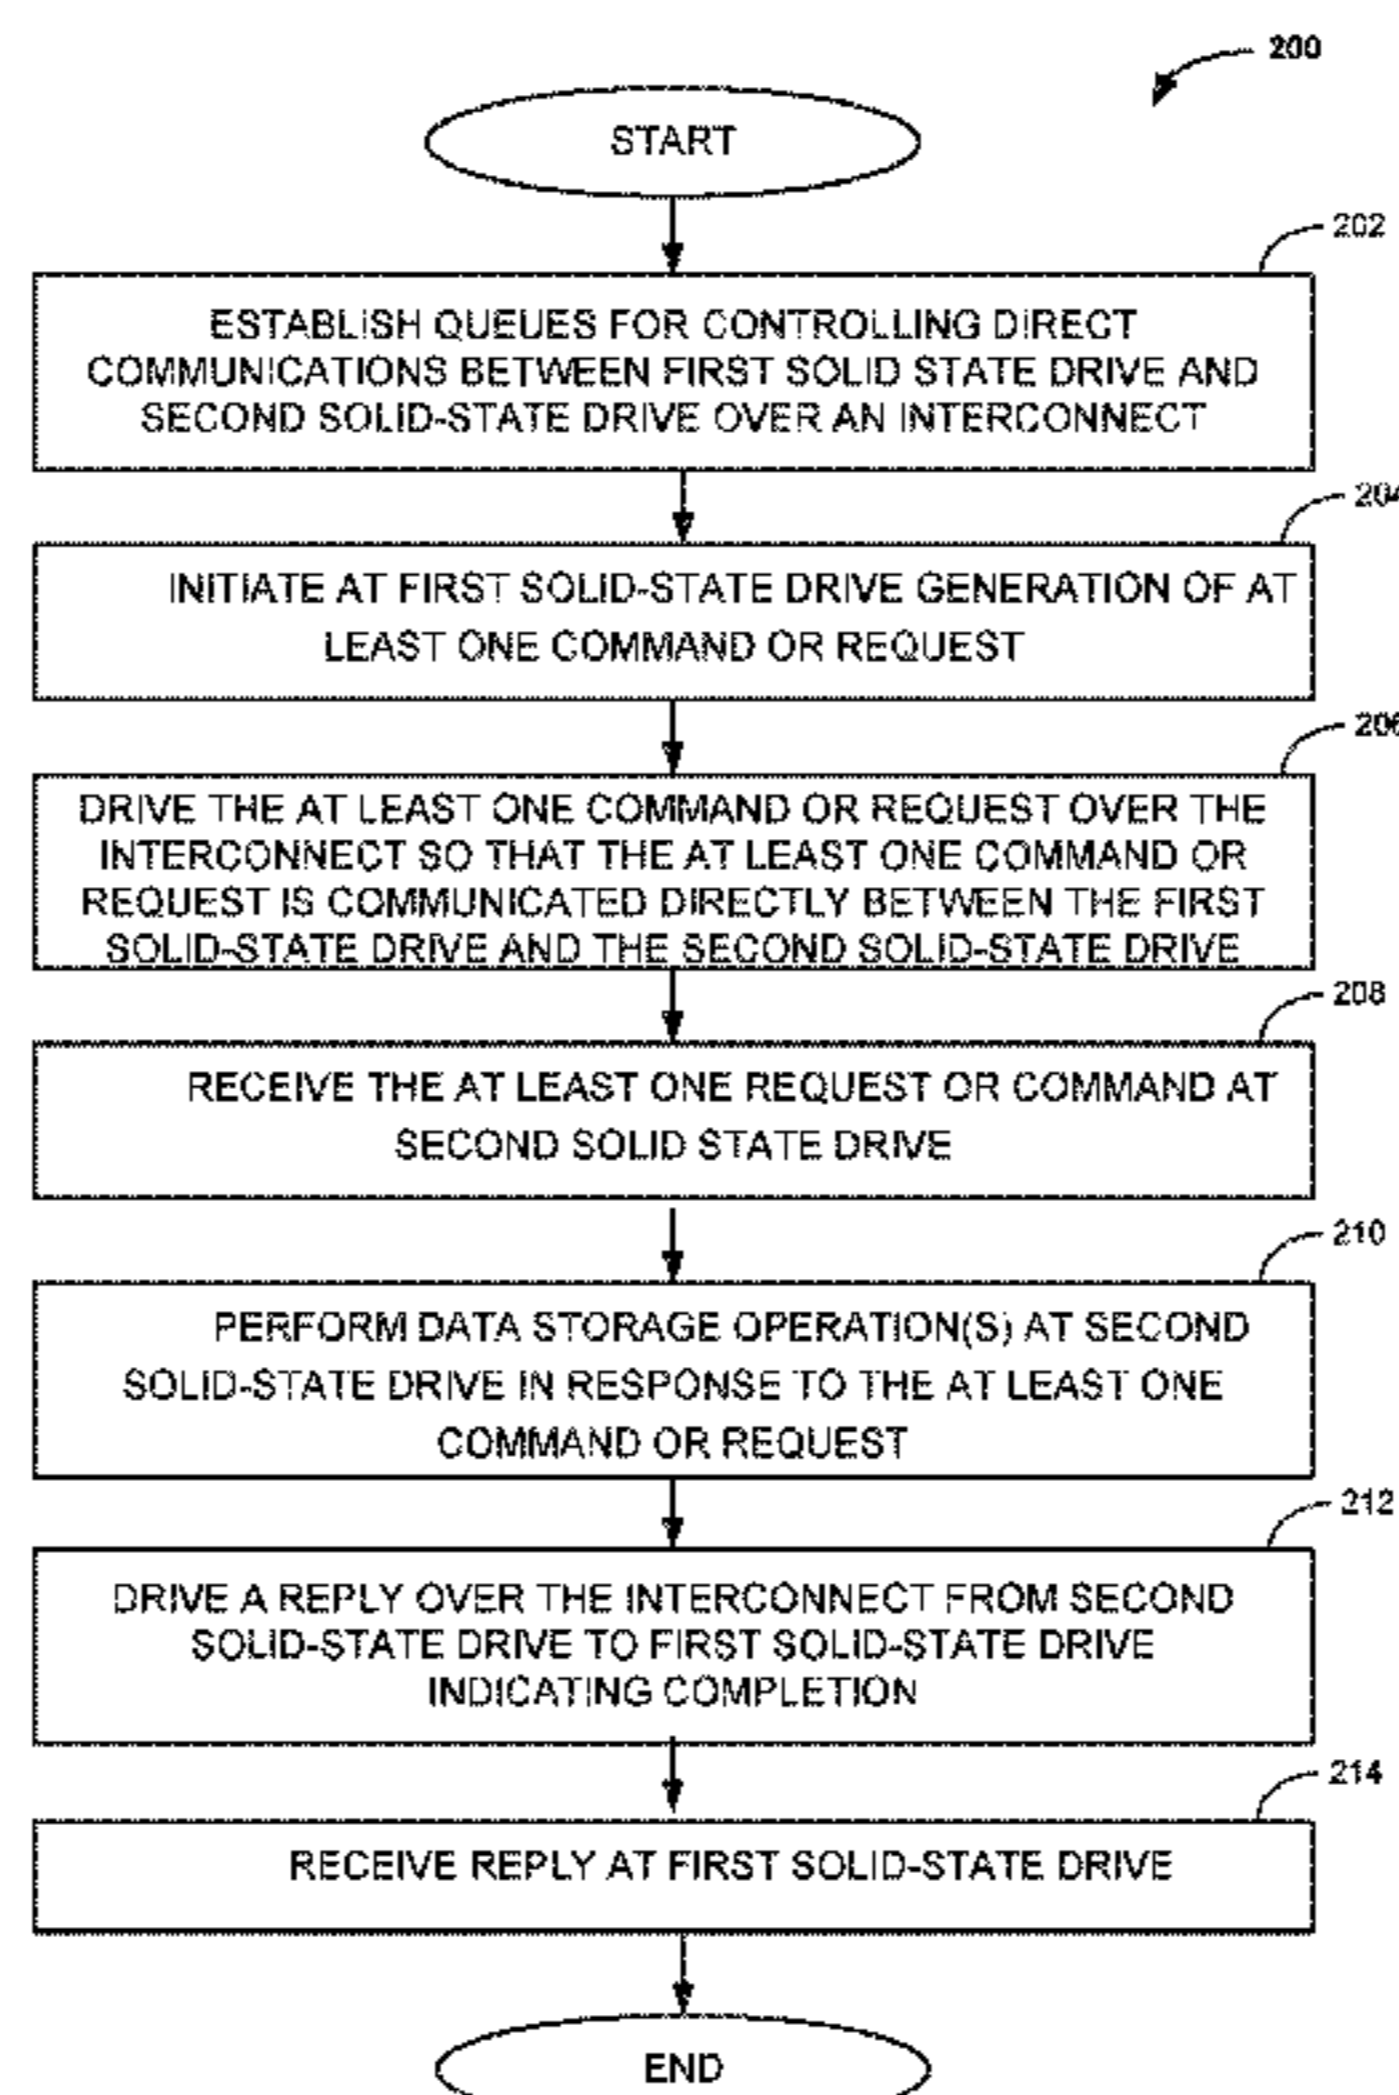 200
START
202
ESTABLISH QUEUES FOR CONTROLLING DIRECT
COMMUNICATIONS BETWEEN FIRST SOLID STATE DRIVE AND
SECOND SOLID-STATE DRIVE OVER AN INTERCONNECT
204
INITIATE AT FIRST SOLID-STATE DRIVE GENERATION OF AT
LEAST ONE COMMAND OR REQUEST
206
DRIVE THE AT LEAST ONE COMMAND OR REQUEST OVER THE
INTERCONNECT SO THAT THE AT LEAST ONE COMMAND OR
REQUEST IS COMMUNICATED DIRECTLY BETWEEN THE FIRST
SOLID-STATE DRIVE AND THE SECOND SOLID-STATE DRIVE
208
RECEIVE THE AT LEAST ONE REQUEST OR COMMAND AT
SECOND SOLID STATE DRIVE
210
PERFORM DATA STORAGE OPERATION(S) AT SECOND
SOLID-STATE DRIVE IN RESPONSE TO THE AT LEAST ONE
COMMAND OR REQUEST
212
DRIVE A REPLY OVER THE INTERCONNECT FROM SECOND
SOLID-STATE DRIVE TO FIRST SOLID-STATE DRIVE
INDICATING COMPLETION
214
RECEIVE REPLY AT FIRST SOLID-STATE DRIVE
END